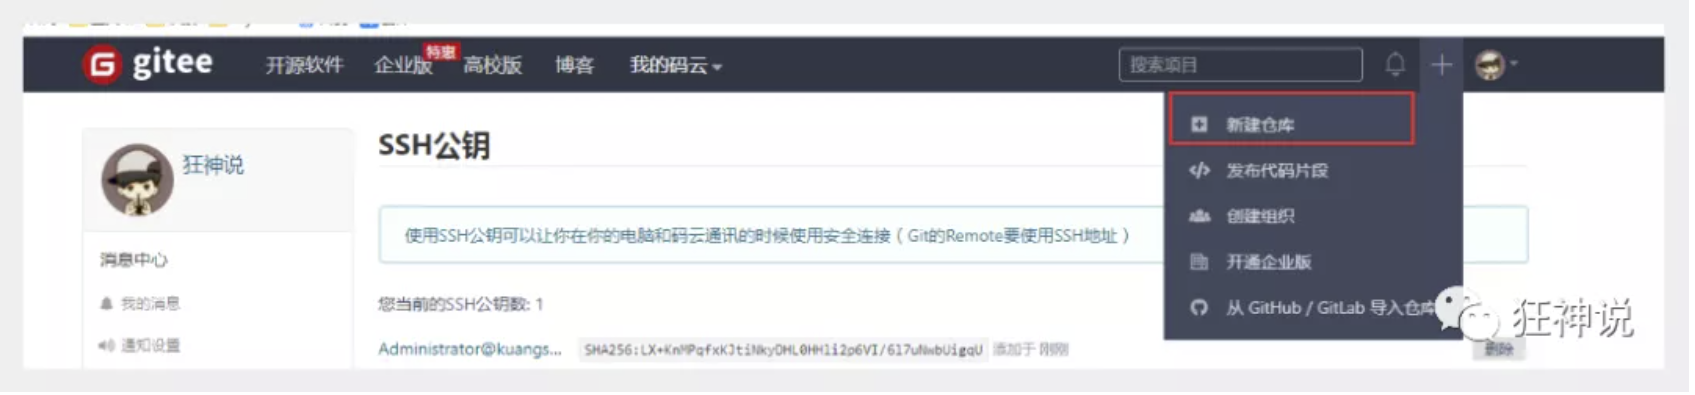 gitee 开源软件 企业版 特惠 高校版 博客 我的码云 搜索项目
新建仓库
发布代码片段
创建组织
开通企业版
从 GitHub / GitLab 导入仓库
狂神说
消息中心
我的消息
通知设置
SSH公钥
使用SSH公钥可以让你在你的电脑和码云通讯的时候使用安全连接（Git的Remote要使用SSH地址）
您当前的SSH公钥数: 1
Administrator@kuangs... 添加于 刚刚
删除
狂神说